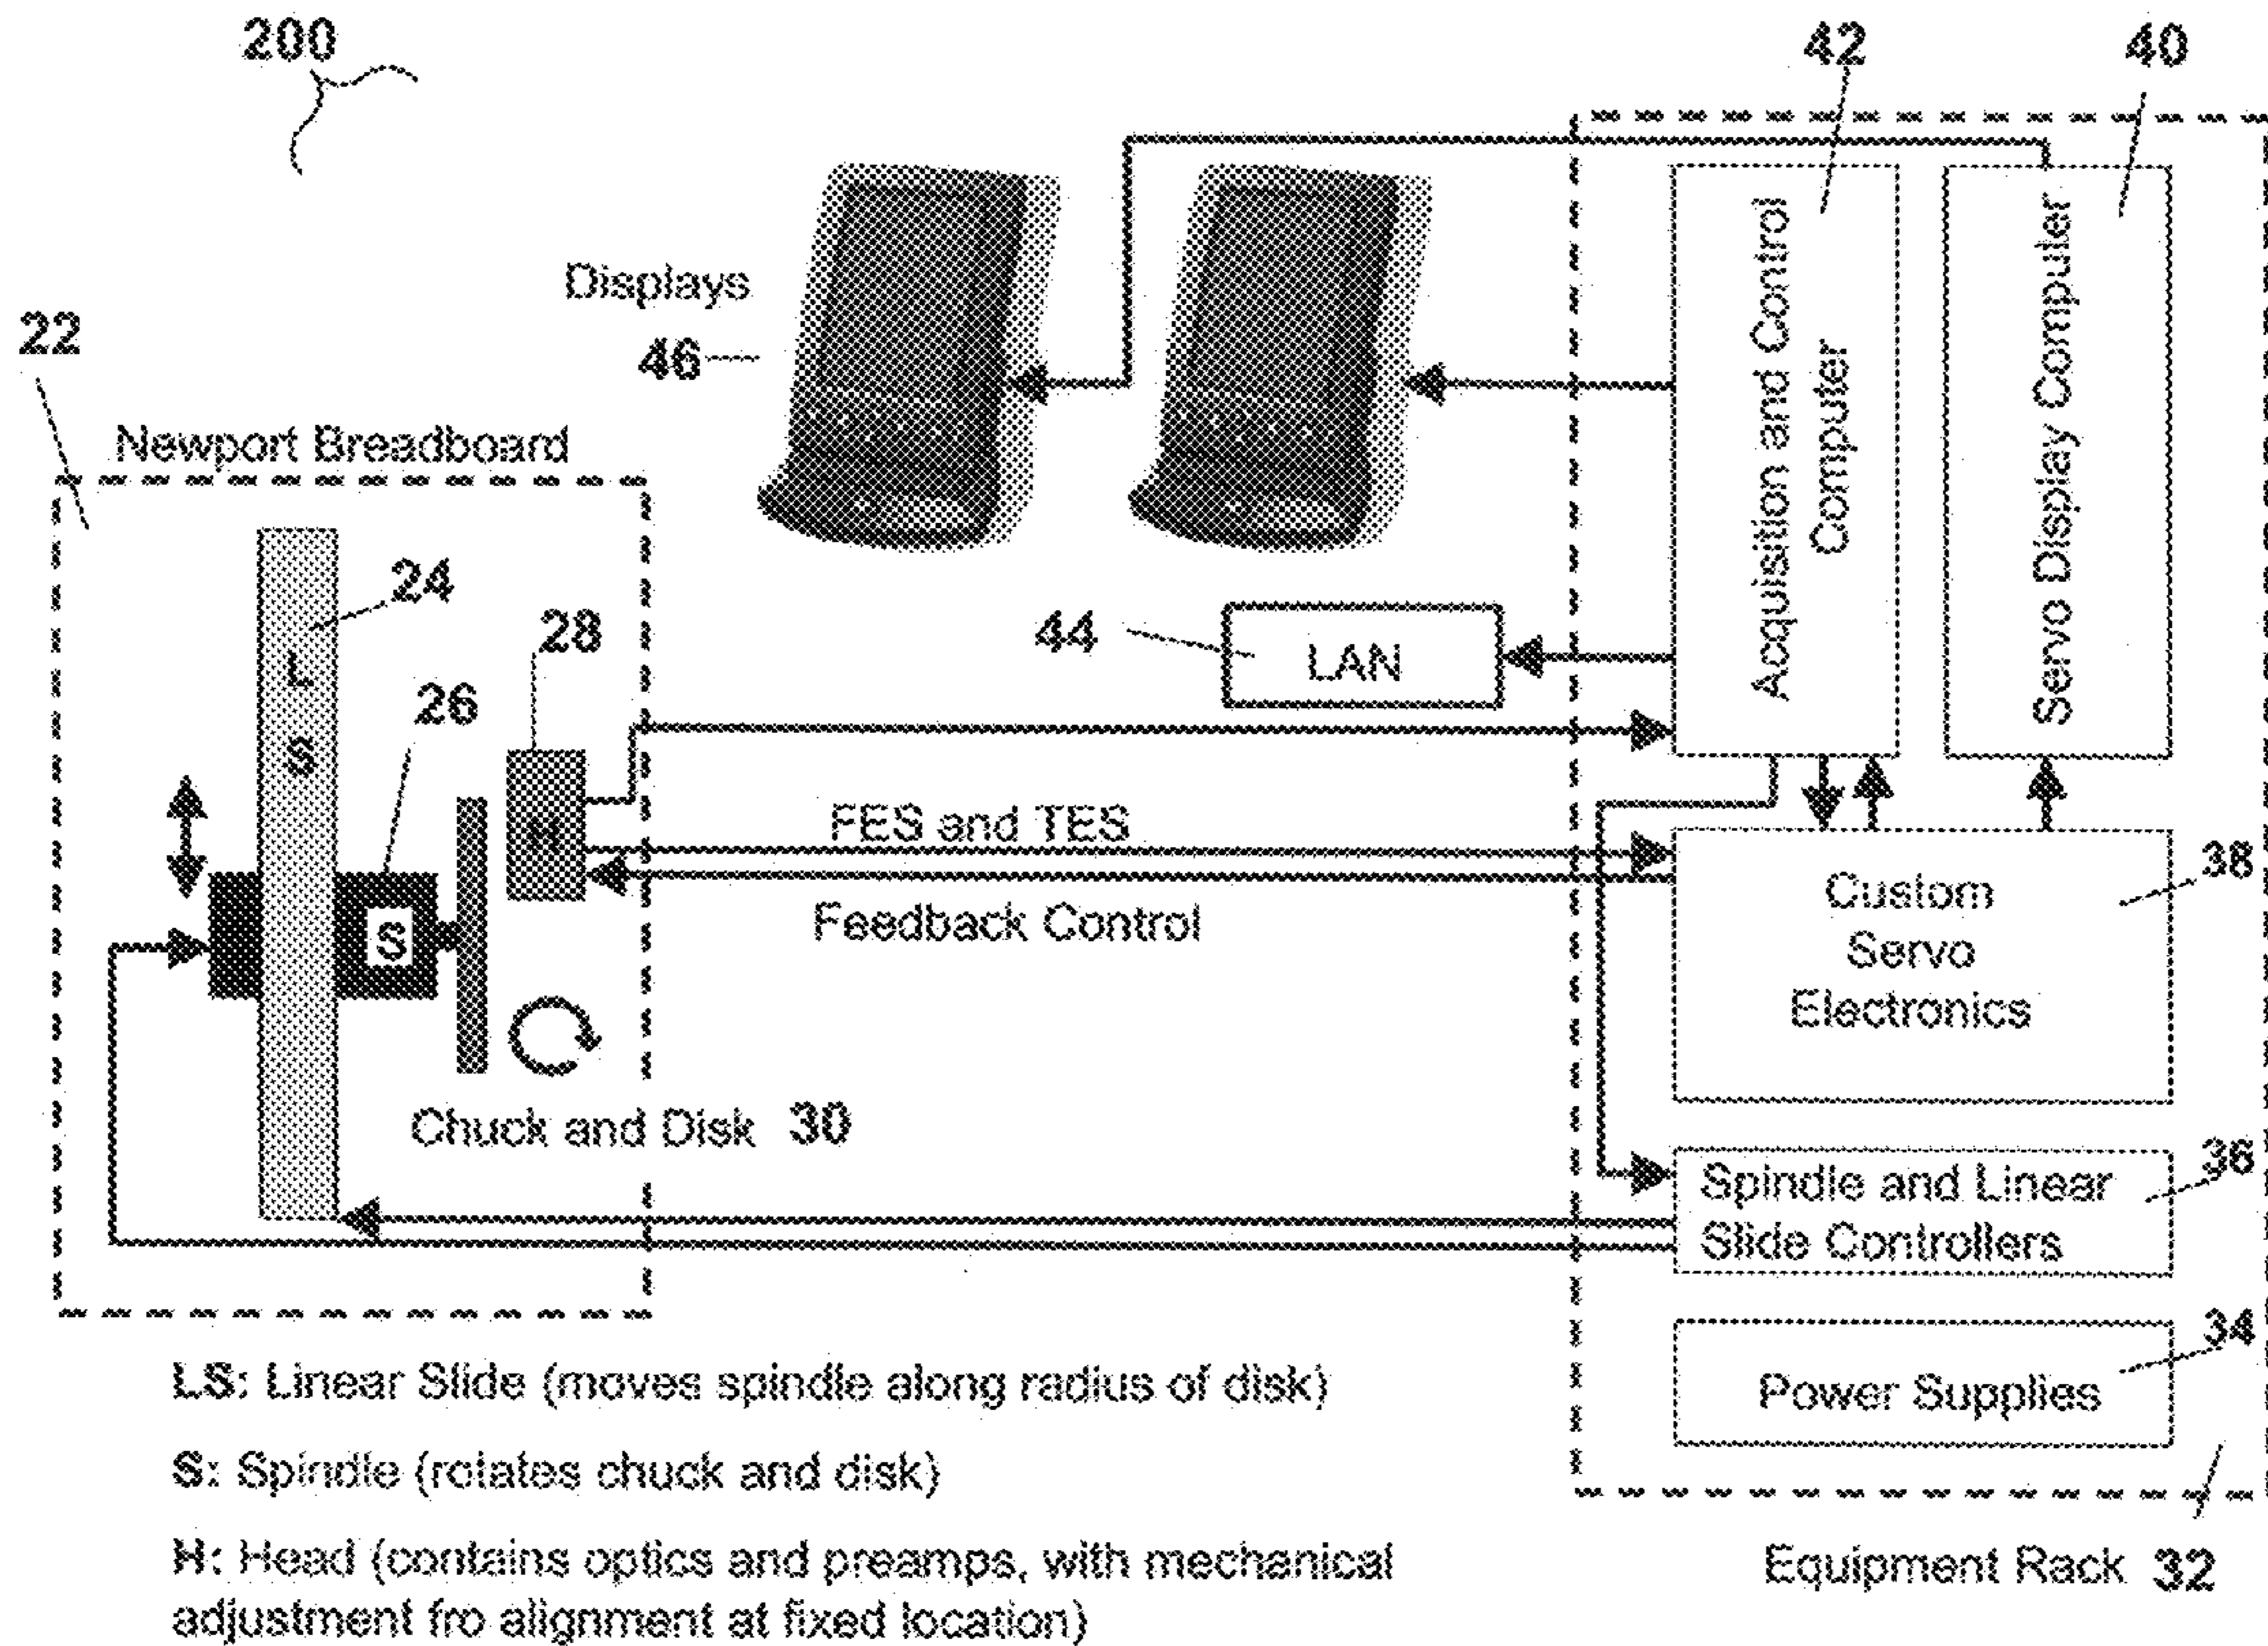 200
42
40
Displays
46
22
Newport Breadboard
24
28
26
L
S
H
S
44
LAN
Acquisition and Control
Computer
Servo Display Computer
FES and TES
Feedback Control
Custom
Servo
Electronics
38
Chuck and Disk 30
Spindle and Linear
Slide Controllers
36
34
Power Supplies
LS: Linear Slide (moves spindle along radius of disk)
S: Spindle (rotates chuck and disk)
H: Head (contains optics and preamps, with mechanical
adjustment fro alignment at fixed location)
Equipment Rack 32